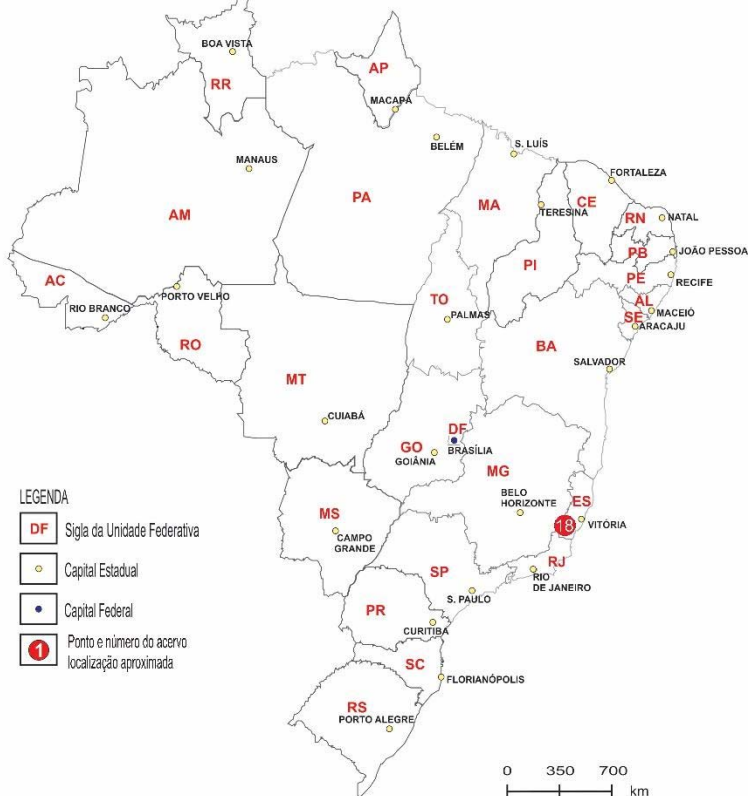 BOA VISTA
RR
AP
MACAPÁ
BELÉM
S. LUÍS
FORTALEZA
MANAUS
AM
PA
MA
TERESINA
CE
RN
NATAL
PB
JOÃO PESSOA
PI
PE
RECIFE
AC
PORTO VELHO
RIO BRANCO
TO
PALMAS
AL
MACEIÓ
SE
ARACAJU
RO
BA
MT
SALVADOR
CUIABÁ
GO
GOIÂNIA
DF
BRASÍLIA
MG
BELO
HORIZONTE
ES
18
VITÓRIA
MS
CAMPO
GRANDE
SP
RJ
RIO
DE JANEIRO
S. PAULO
PR
CURITIBA
SC
FLORIANÓPOLIS
RS
PORTO ALEGRE
LEGENDA
DF Sigla da Unidade Federativa
Capital Estadual
Capital Federal
1 Ponto e número do acervo
localização aproximada
0 350 700
km